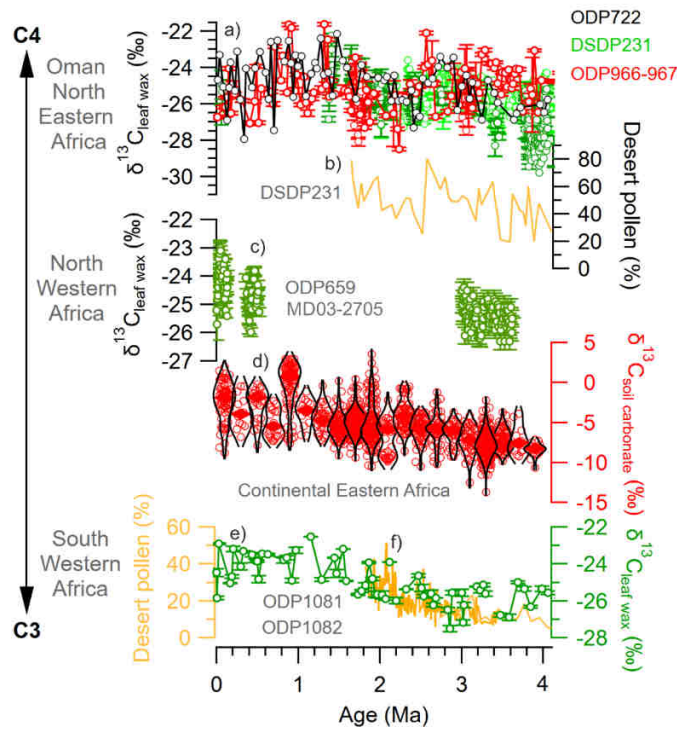 C4
ODP722
DSDP231
ODP966-967
Oman
North
Eastern
Africa
δ13Cleaf wax (‰)
-21
-22
-24
-26
-28
-30
a)
b)
DSDP231
Desert pollen (%)
80
60
40
20
0
North
Western
Africa
δ13Cleaf wax (‰)
-22
-23
-24
-25
-26
-27
c)
ODP659
MD03-2705
d)
Continental Eastern Africa
5
0
-5
-10
-15
δ13Csoil carbonate (‰)
South
Western
Africa
Desert pollen (%)
60
40
20
0
e)
f)
ODP1081
ODP1082
-22
-24
-26
-28
δ13Cleaf wax (‰)
C3
0
1
2
3
4
Age (Ma)